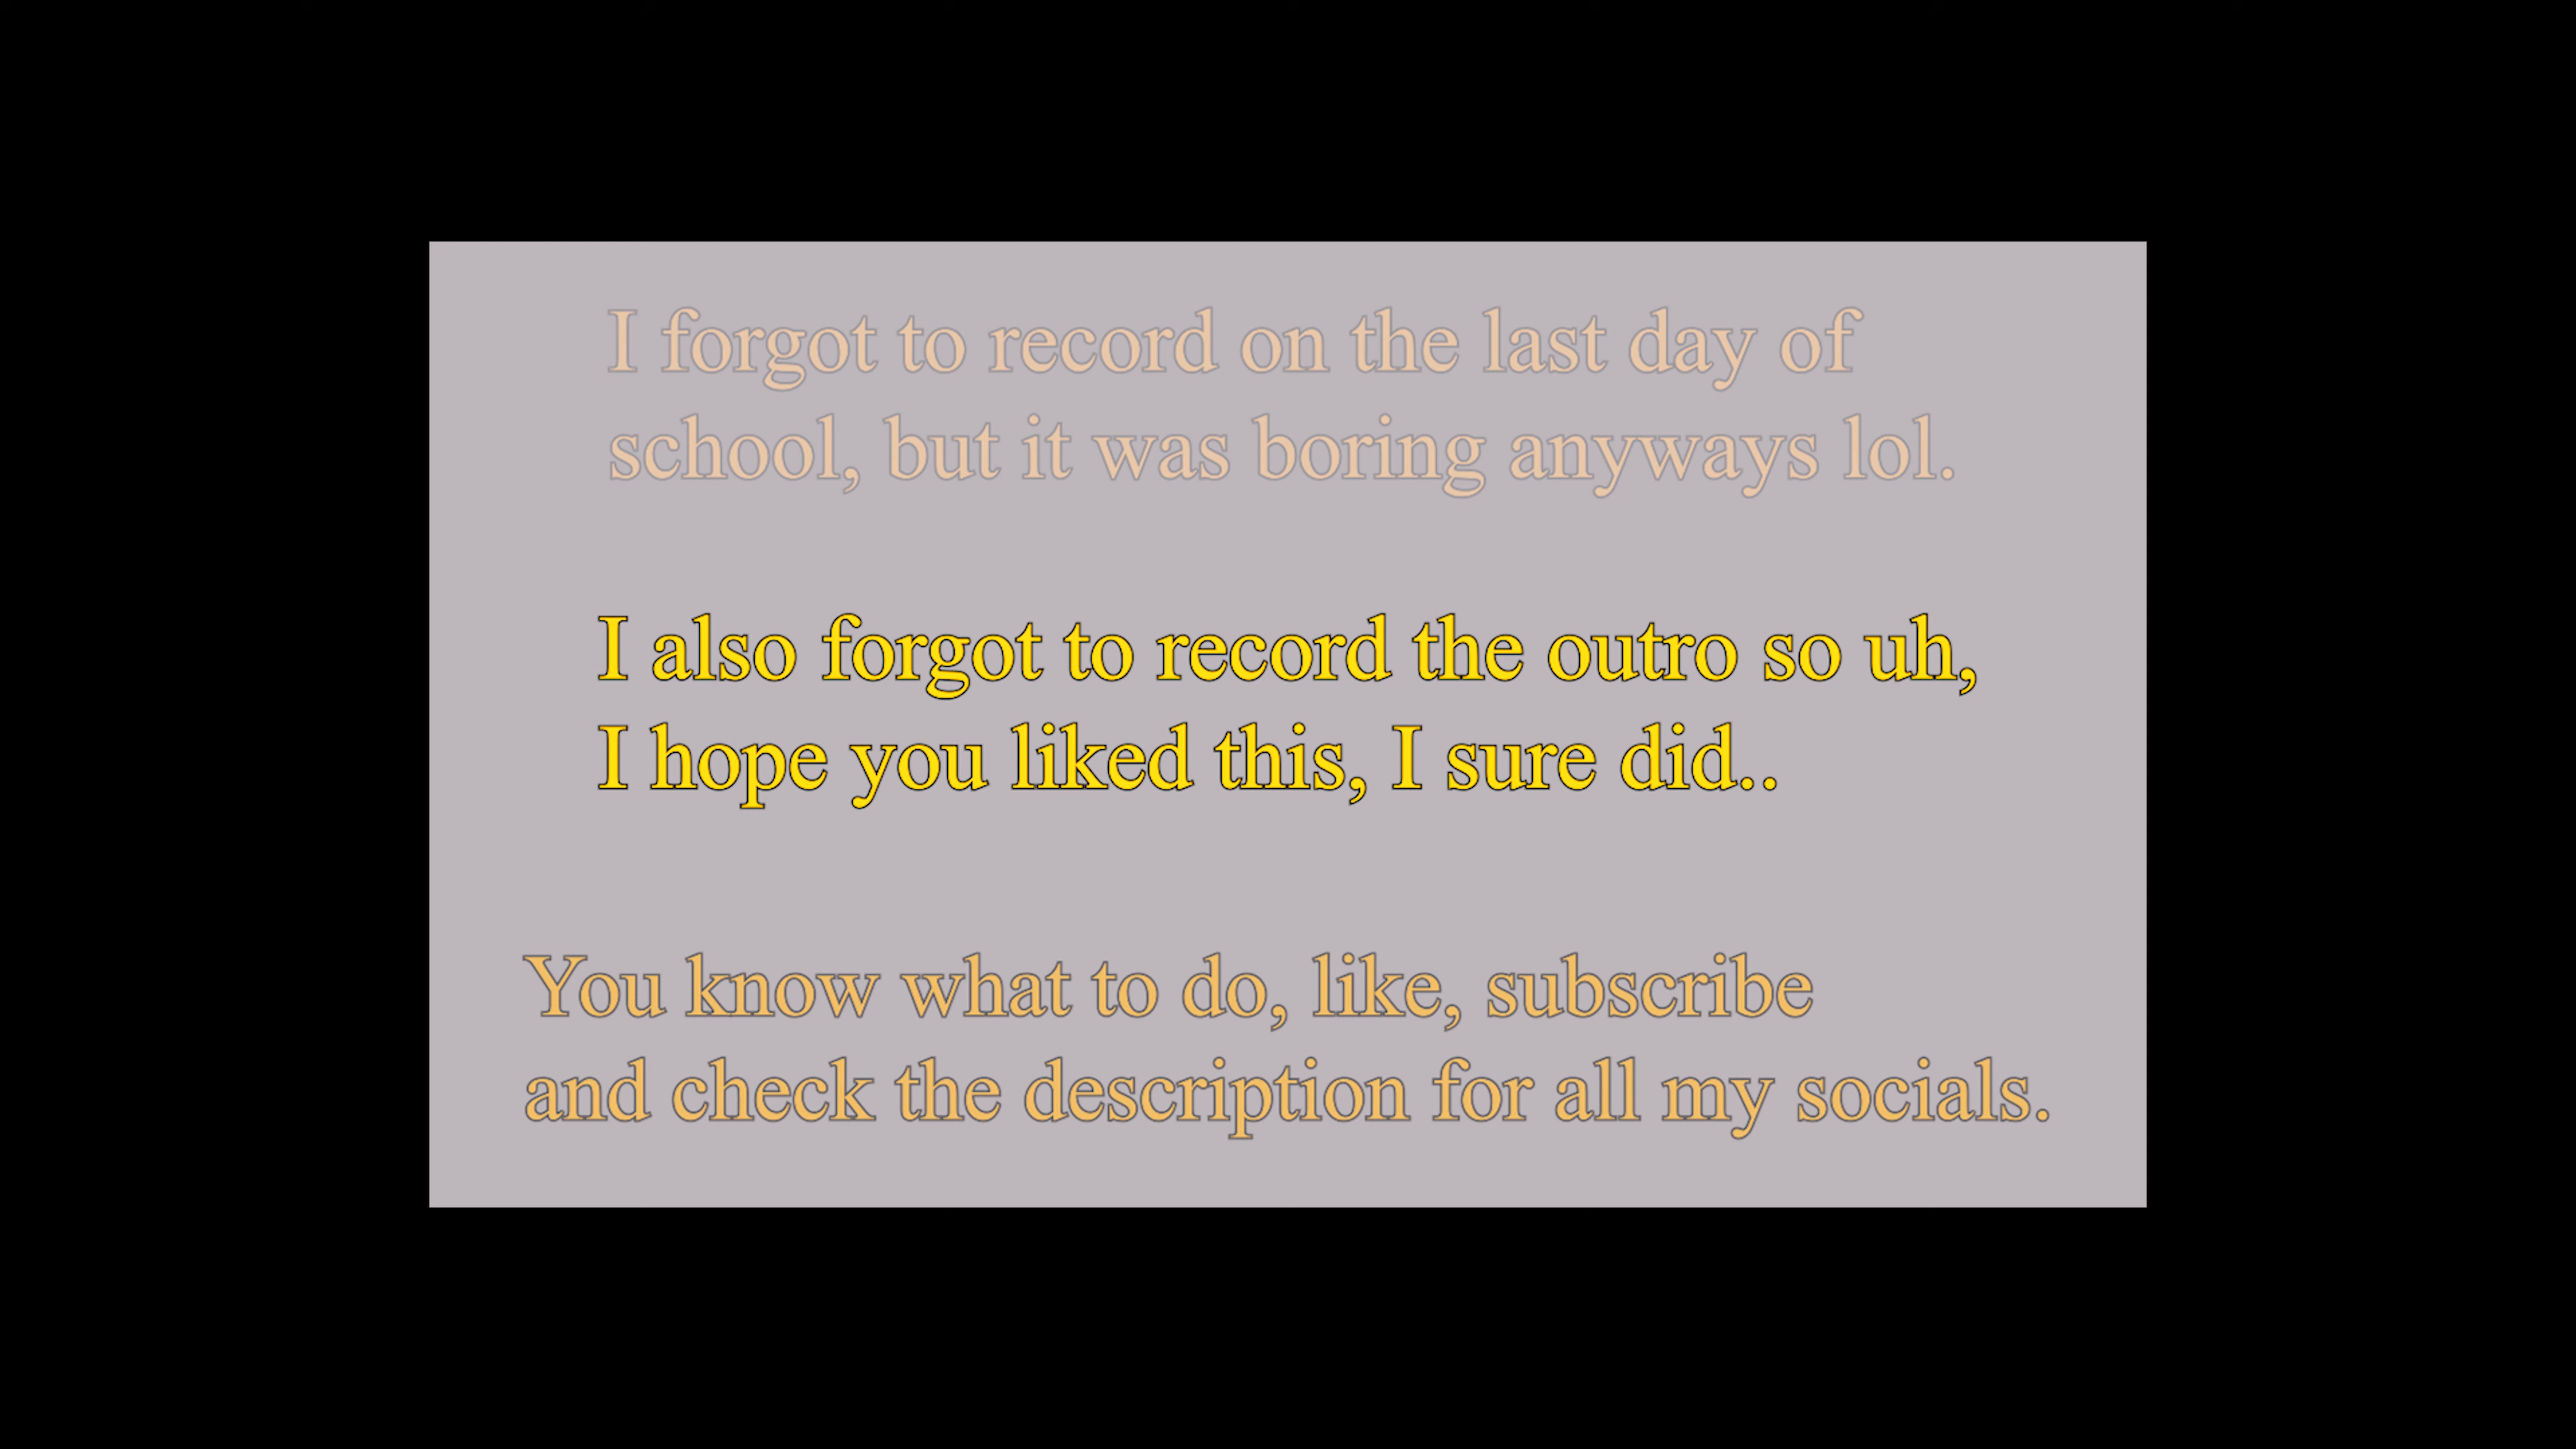 I forgot to record on the last day of
school, but it was boring anyways lol.
I also forgot to record the outro so uh,
I hope you liked this, I sure did..
You know what to do, like, subscribe
and check the description for all my socials.